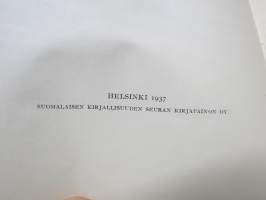 HELSINKI 1937
SUOMALAISEN KIRJALLISUUDEN SEURAN KIRJAPAINON OY.